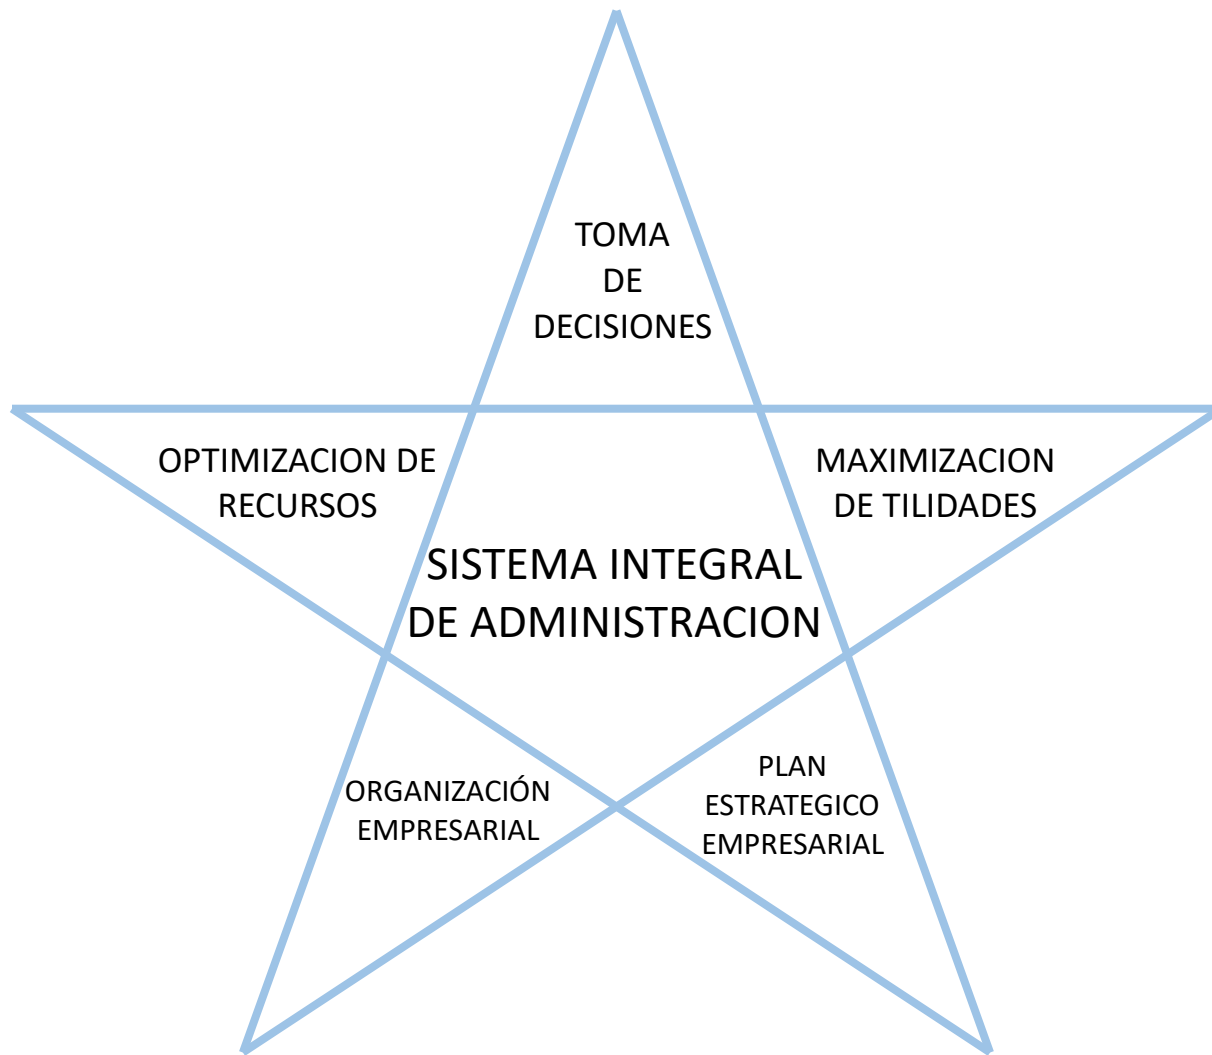 TOMA
DE
DECISIONES
OPTIMIZACION DE
RECURSOS
MAXIMIZACION
DE TILIDADES
SISTEMA INTEGRAL
DE ADMINISTRACION
ORGANIZACIÓN
EMPRESARIAL
PLAN
ESTRATEGICO
EMPRESARIAL